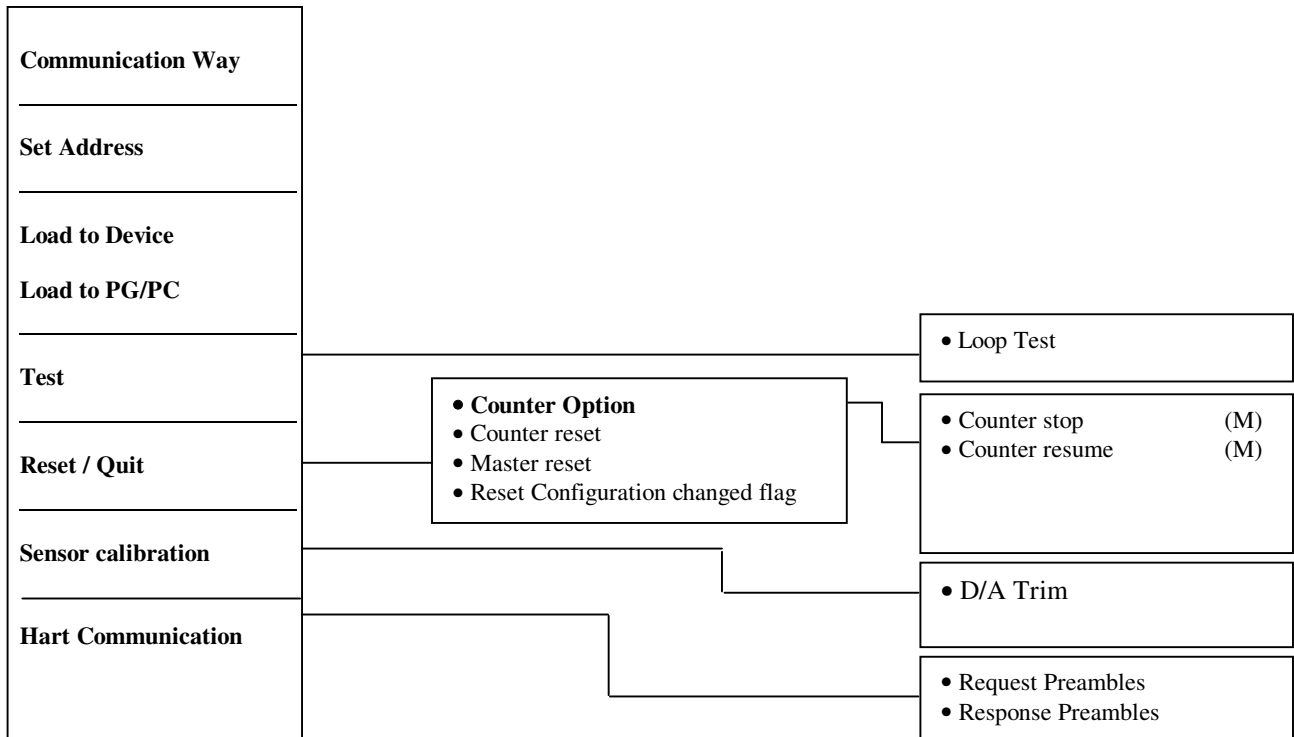 Communication Way
Set Address
Load to Device
Load to PG/PC
Test
Reset / Quit
Sensor calibration
Hart Communication
• Counter Option
• Counter reset
• Master reset
• Reset Configuration changed flag
• Loop Test
• Counter stop (M)
• Counter resume (M)
• D/A Trim
• Request Preambles
• Response Preambles